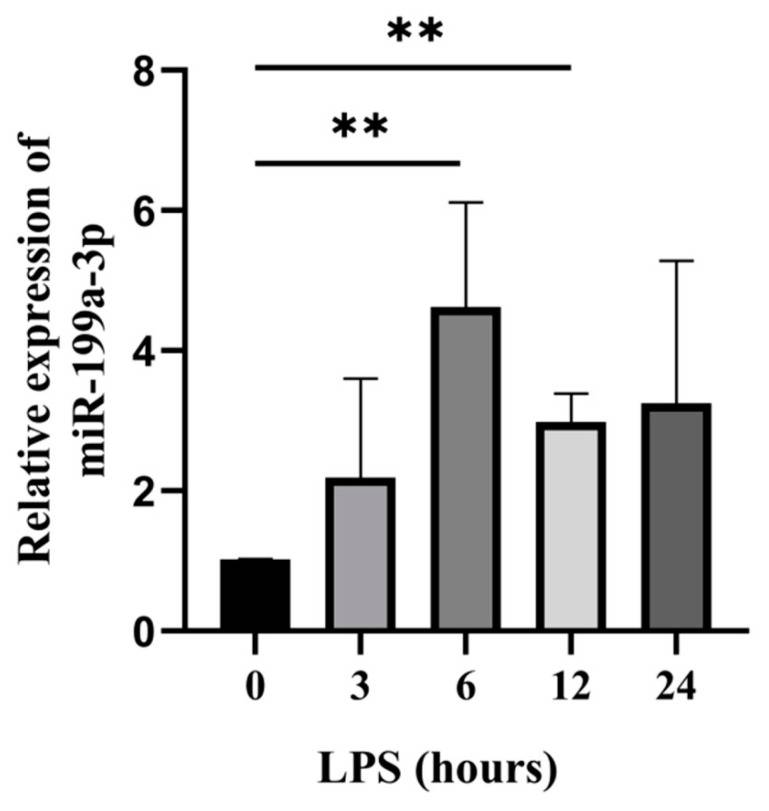 **
**
8
6
4
2
0
Relative expression of
miR-199a-3p
0 3 6 12 24
LPS (hours)